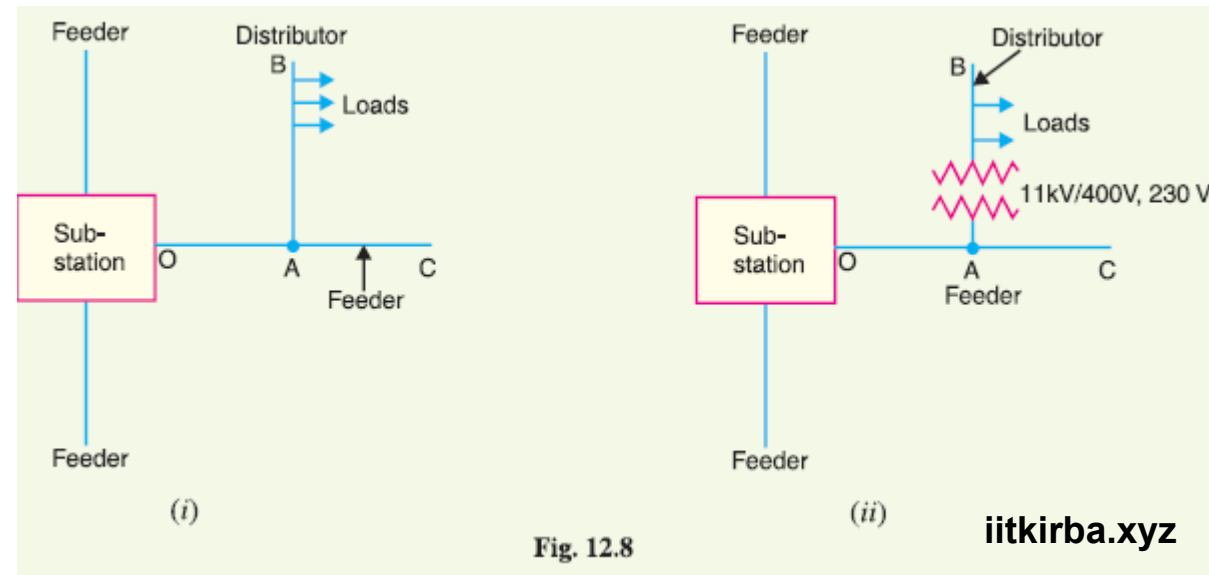 Feeder
Distributor
B
Loads
Sub-
station
O
A
C
Feeder
Feeder
(i)
Feeder
Distributor
B
Loads
11kV/400V, 230 V
Sub-
station
O
A
C
Feeder
Feeder
(ii)
Fig. 12.8
iitkirba.xyz